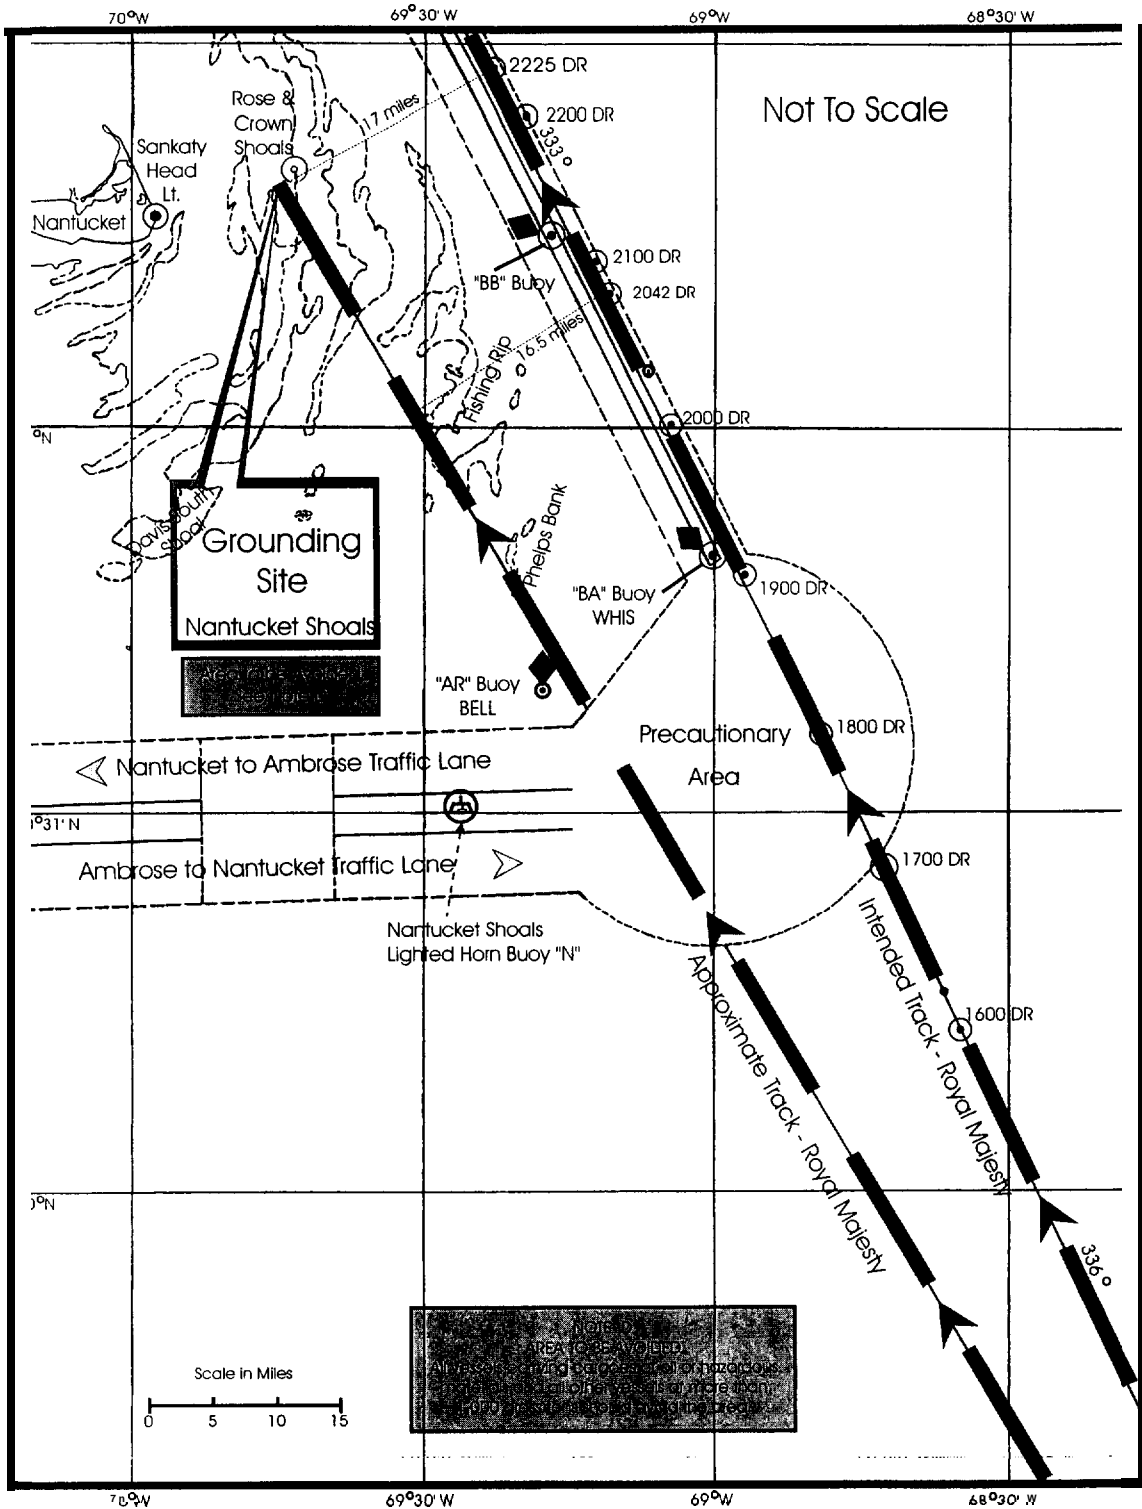 70°W
69°30' W
69°W
68°30' W
2225 DR
Rose &
Crown
Shoals
17 miles
2200 DR
333°
Not To Scale
Sankaty
Head
Lt.
Nantucket
2100 DR
"BB" Buoy
2042 DR
16.5 miles
Fishing Rip
2000 DR
°N
Davis South
Shoal
Grounding
Site
Nantucket Shoals
Phelps Bank
"BA" Buoy
WHIS
1900 DR
"AR" Buoy
BELL
Precautionary
Area
1800 DR
Nantucket to Ambrose Traffic Lane
°31' N
Ambrose to Nantucket Traffic Lane
1700 DR
Nantucket Shoals
Lighted Horn Buoy "N"
Approximate Track - Royal Majesty
Intended Track - Royal Majesty
1600 DR
°N
336°
AREA TO BE AVOIDED
Scale in Miles
0 5 10 15
69°30' W
69°W
68°30' W